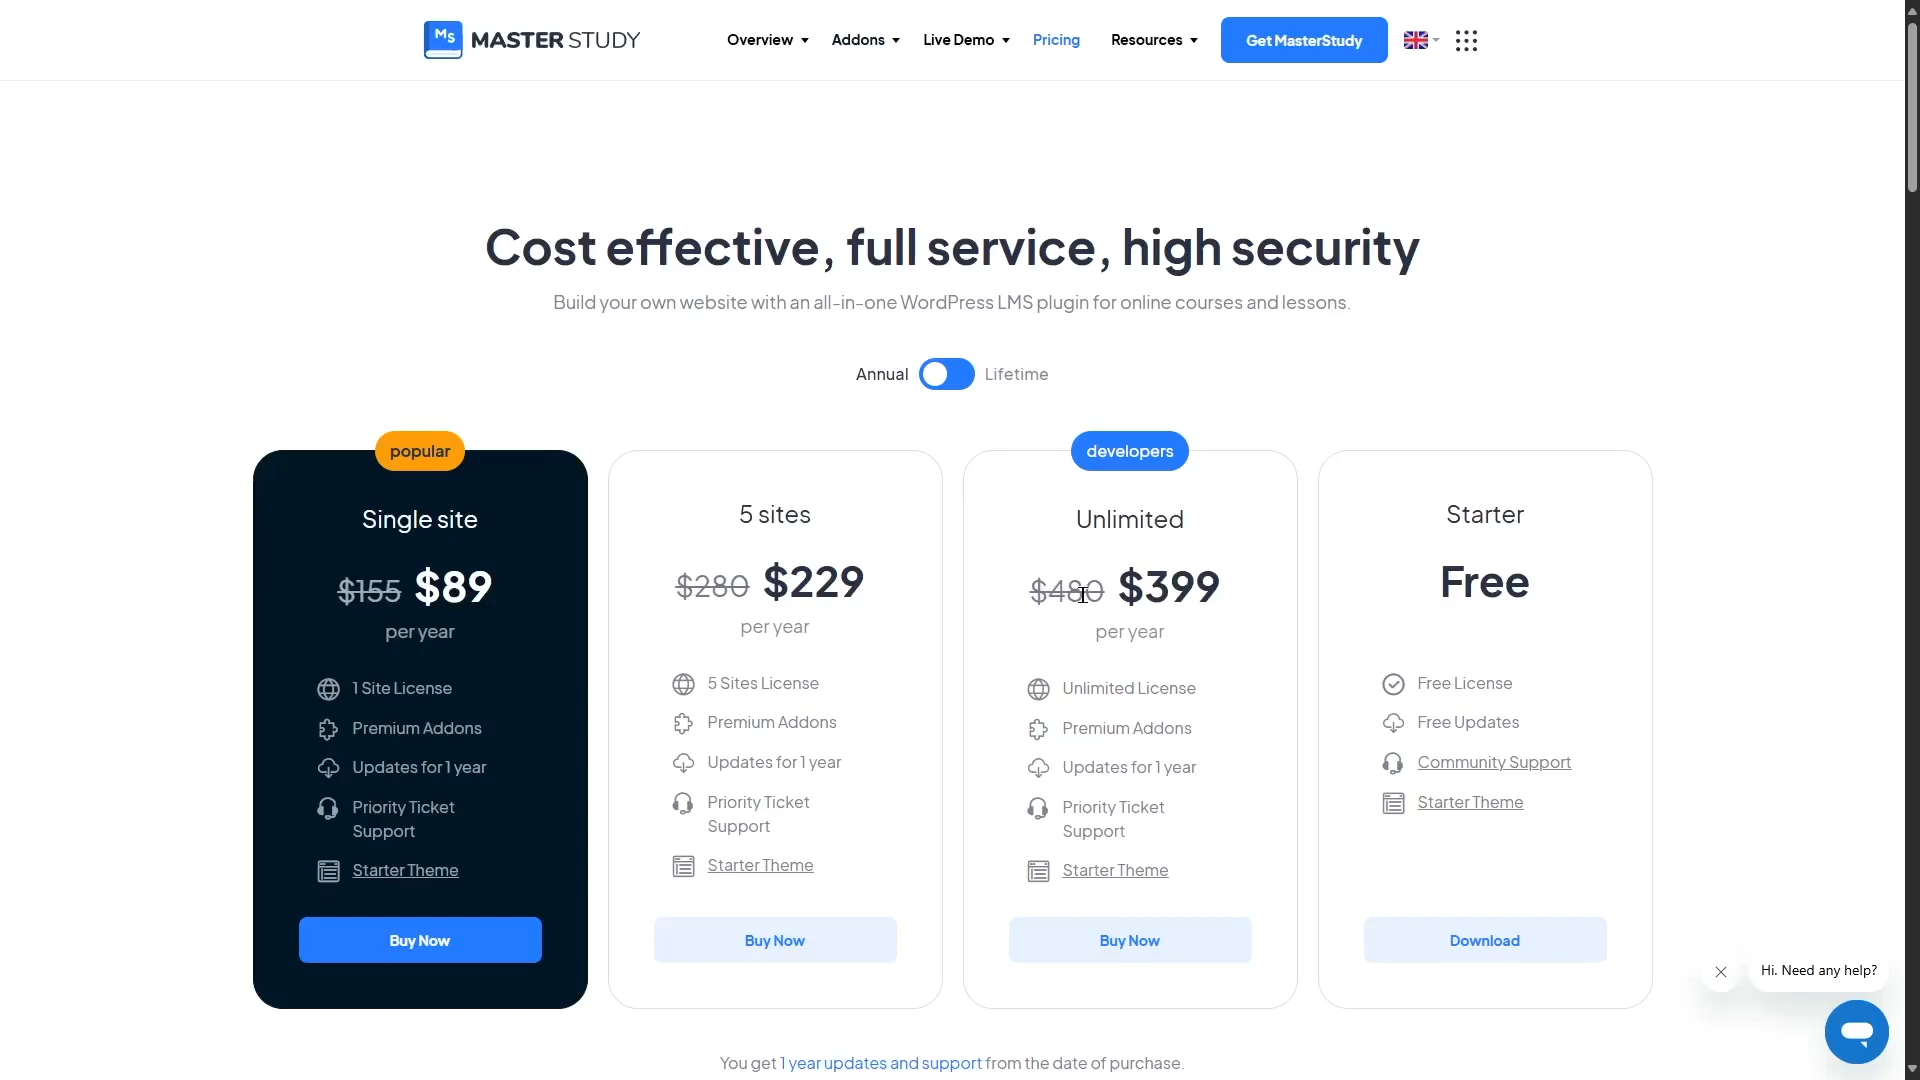 Ms MASTER STUDY
Overview Addons Live Demo Pricing Resources Get MasterStudy
Cost effective, full service, high security
Build your own website with an all-in-one WordPress LMS plugin for online courses and lessons.
Annual Lifetime
popular
Single site
$155 $89
per year
1 Site License
Premium Addons
Updates for 1 year
Priority Ticket
Support
Starter Theme
Buy Now
5 sites
$280 $229
per year
5 Sites License
Premium Addons
Updates for 1 year
Priority Ticket
Support
Starter Theme
Buy Now
developers
Unlimited
$480 $399
per year
Unlimited License
Premium Addons
Updates for 1 year
Priority Ticket
Support
Starter Theme
Buy Now
Starter
Free
Free License
Free Updates
Community Support
Starter Theme
Download
Hi. Need any help?
You get 1 year updates and support from the date of purchase.